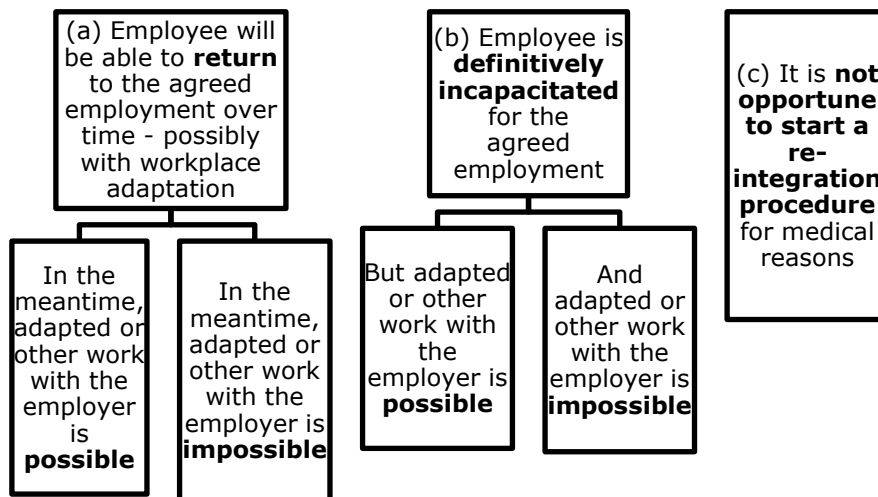 (a) Employee will
be able to return
to the agreed
employment over
time - possibly
with workplace
adaptation
In the
meantime,
adapted or
other work
with the
employer
is
possible
In the
meantime,
adapted or
other work
with the
employer is
impossible
(b) Employee is
definitively
incapacitated
for the
agreed
employment
But adapted
or other
work with
the
employer is
possible
And
adapted or
other work
with the
employer is
impossible
(c) It is not
opportune
to start a
re-
integration
procedure
for medical
reasons